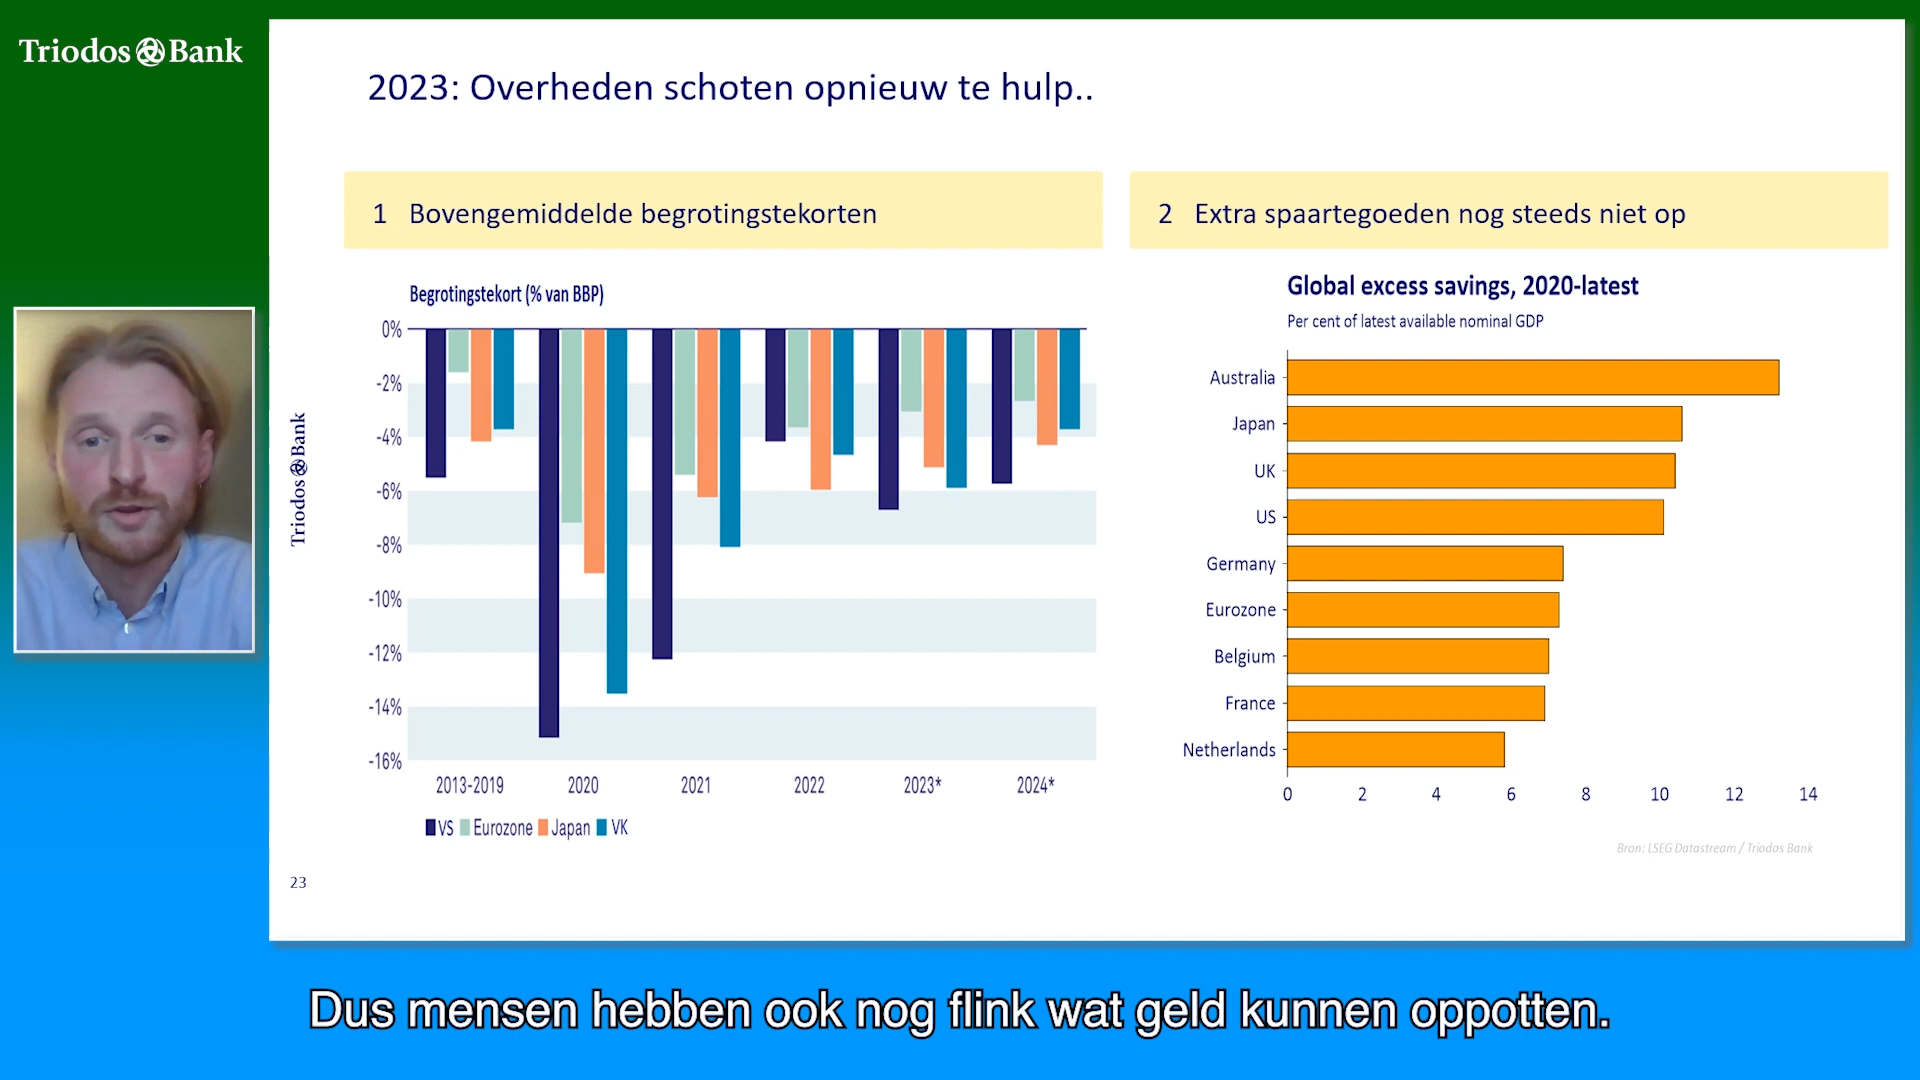 Triodos Bank
2023: Overheden schoten opnieuw te hulp..
1 Bovengemiddelde begrotingstekorten
Begrotingstekort (% van BBP)
0%
-2%
-4%
-6%
-8%
-10%
-12%
-14%
-16%
2013-2019 2020 2021 2022 2023* 2024*
VS Eurozone Japan VK
2 Extra spaartegoeden nog steeds niet op
Global excess savings, 2020-latest
Per cent of latest available nominal GDP
Australia
Japan
UK
US
Germany
Eurozone
Belgium
France
Netherlands
0 2 4 6 8 10 12 14
Bron: LSEG Datastream / Triodos Bank
Triodos Bank
23
Dus mensen hebben ook nog flink wat geld kunnen oppotten.